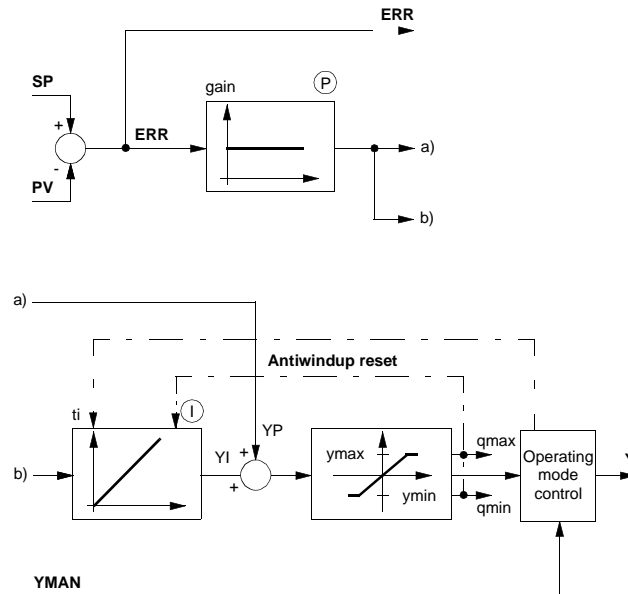 ERR
SP
gain
P
+
ERR
a)
-
PV
b)
a)
Antiwindup reset
ti
I
YP
YI
+
+
ymax
ymin
qmax
qmin
Operating
mode
control
b)
YMAN